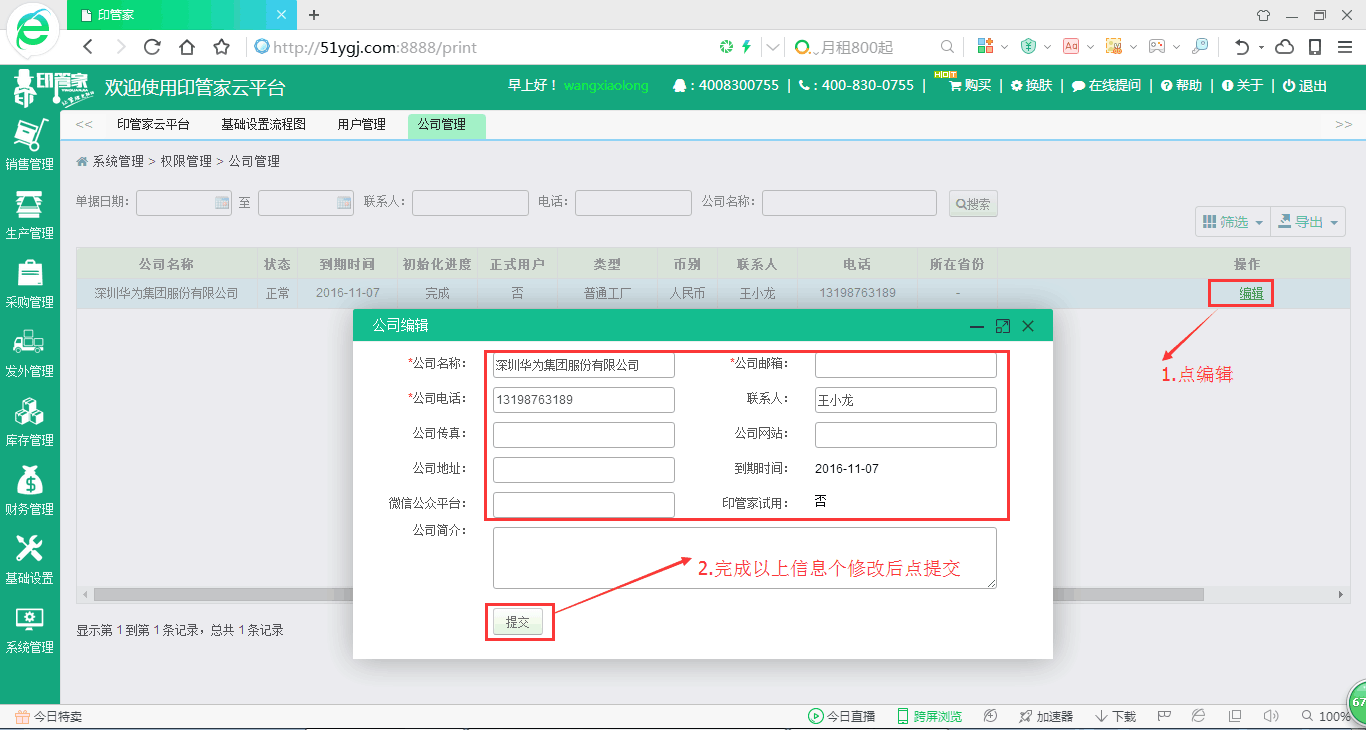 印管家
http://51ygj.com:8888/print
月租800起
印管家
欢迎使用印管家云平台
早上好！ wangxiaolong
: 4008300755 | : 400-830-0755 | HOT 购买 | 换肤 | 在线提问 | 帮助 | 关于 | 退出
<< 印管家云平台 基础设置流程图 用户管理 公司管理 >>
销售管理
生产管理
采购管理
发外管理
库存管理
财务管理
基础设置
系统管理
系统管理 > 权限管理 > 公司管理
单据日期: 至 联系人: 电话: 公司名称: 搜索
筛选 导出
公司名称 状态 到期时间 初始化进度 正式用户 类型 币别 联系人 电话 所在省份 操作
深圳华为集团服份有限公司 正常 2016-11-07 完成 否 普通工厂 人民币 王小龙 13198763189 - 编辑
1.点编辑
公司编辑
*公司名称: 深圳华为集团服份有限公司 *公司邮箱:
*公司电话: 13198763189 联系人: 王小龙
公司传真: 公司网站:
公司地址: 到期时间: 2016-11-07
微信公众平台: 印管家试用: 否
公司简介:
2.完成以上信息个修改后点提交
提交
显示第 1 到第 1 条记录，总共 1 条记录
67
今日特卖 今日直播 跨屏浏览 加速器 下载 100%